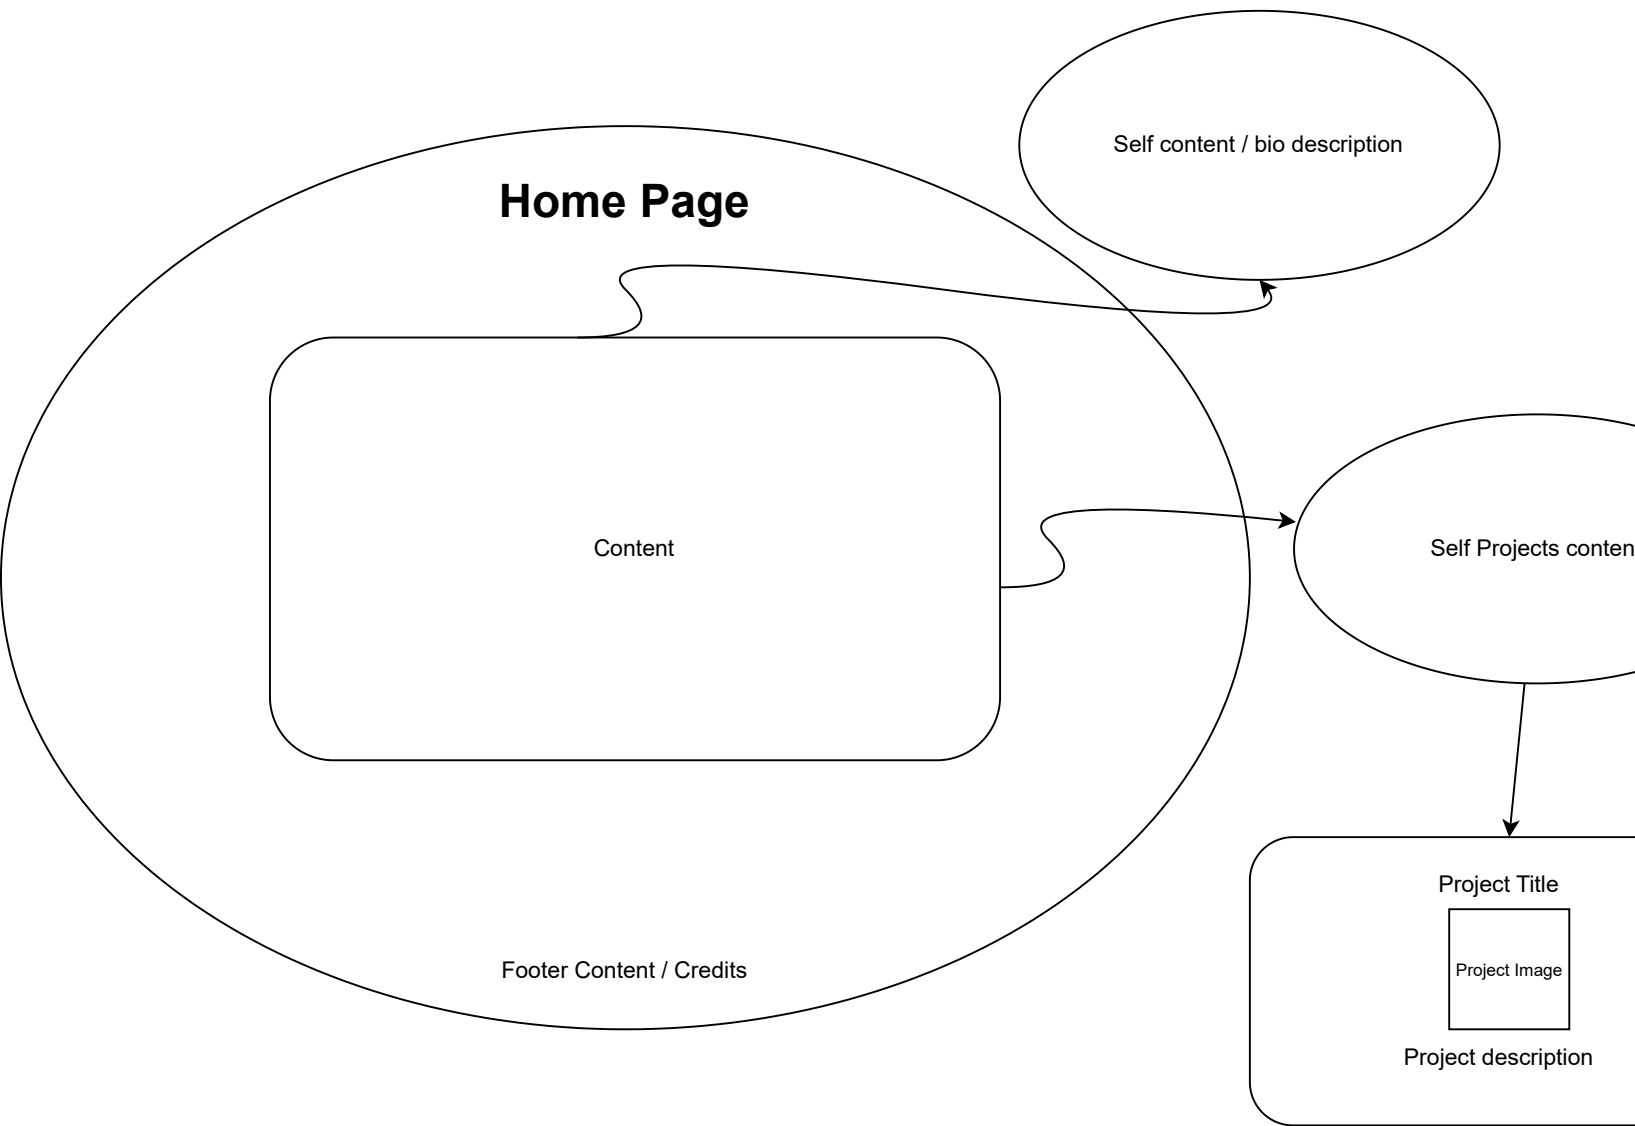 Self content / bio description
Home Page
Content
Self Projects conten
Footer Content / Credits
Project Title
Project Image
Project description